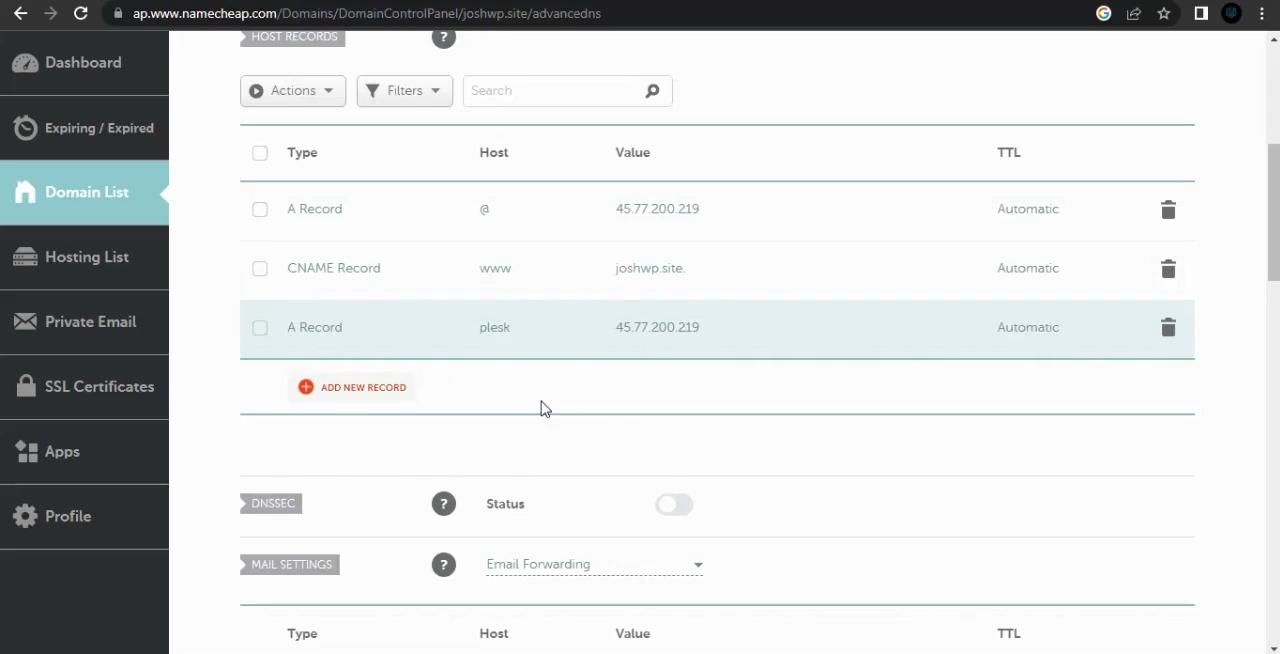 ap.www.namecheap.com/Domains/DomainControlPanel/joshwp.site/advancedns
HOST RECORDS ?
Dashboard
Actions Filters Search
Expiring / Expired
Type Host Value TTL
Domain List
A Record @ 45.77.200.219 Automatic
Hosting List
CNAME Record www joshwp.site. Automatic
Private Email
A Record plesk 45.77.200.219 Automatic
SSL Certificates
ADD NEW RECORD
Apps
DNSSEC ? Status
Profile
MAIL SETTINGS ? Email Forwarding
Type Host Value TTL